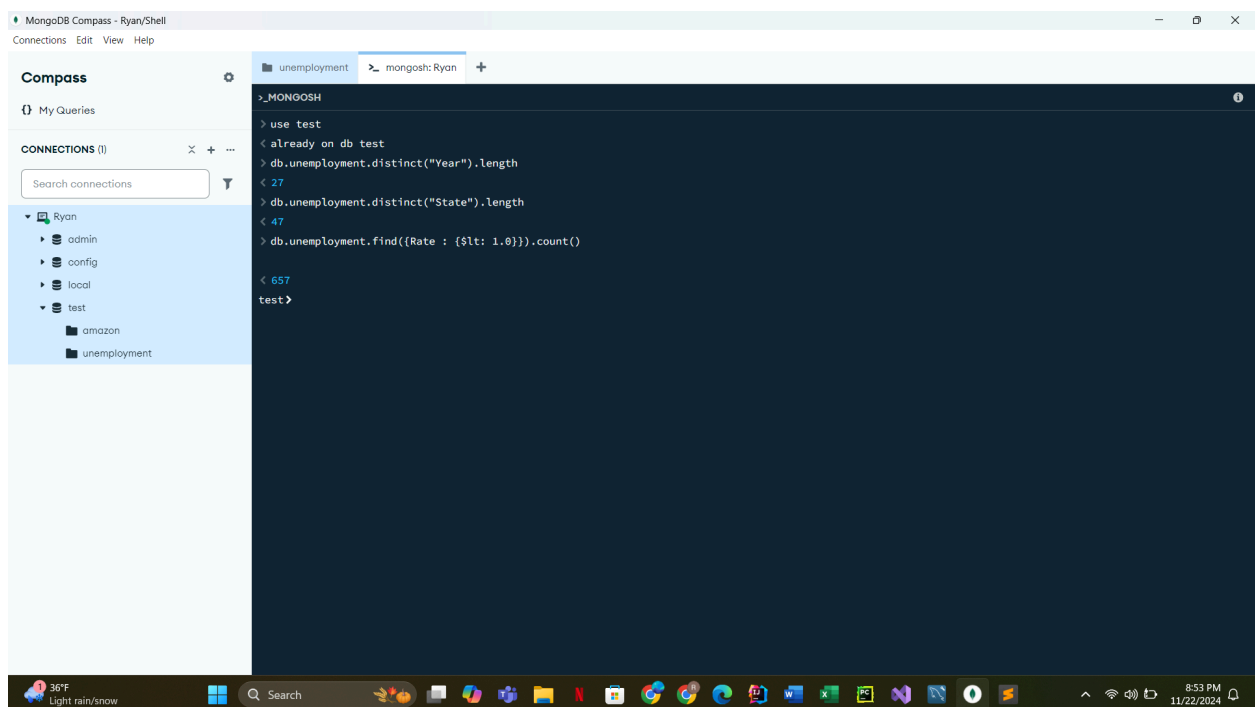 MongoDB Compass - Ryan/Shell
Connections Edit View Help
Compass
{} My Queries
CONNECTIONS (1)
Search connections
Ryan
admin
config
local
test
amazon
unemployment
unemployment
>_ mongosh: Ryan
>_MONGOSH
> use test
< already on db test
> db.unemployment.distinct("Year").length
< 27
> db.unemployment.distinct("State").length
< 47
> db.unemployment.find({Rate : {$lt: 1.0}}).count()
< 657
test>
1
36°F
Light rain/snow
Search
8:53 PM
11/22/2024